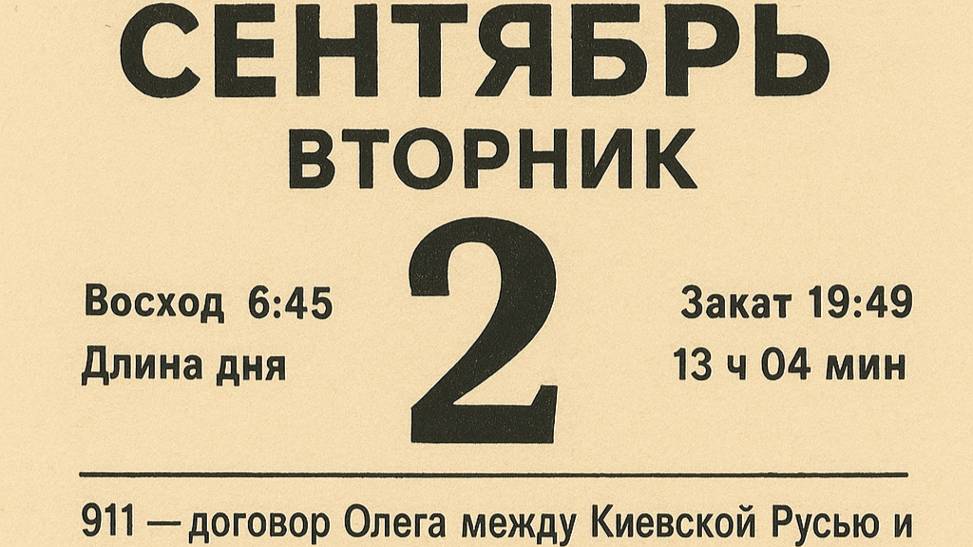 СЕНТЯБРЬ
ВТОРНИК
2
Восход 6:45
Закат 19:49
Длина дня
13 ч 04 мин
911 — договор Олега между Киевской Русью и